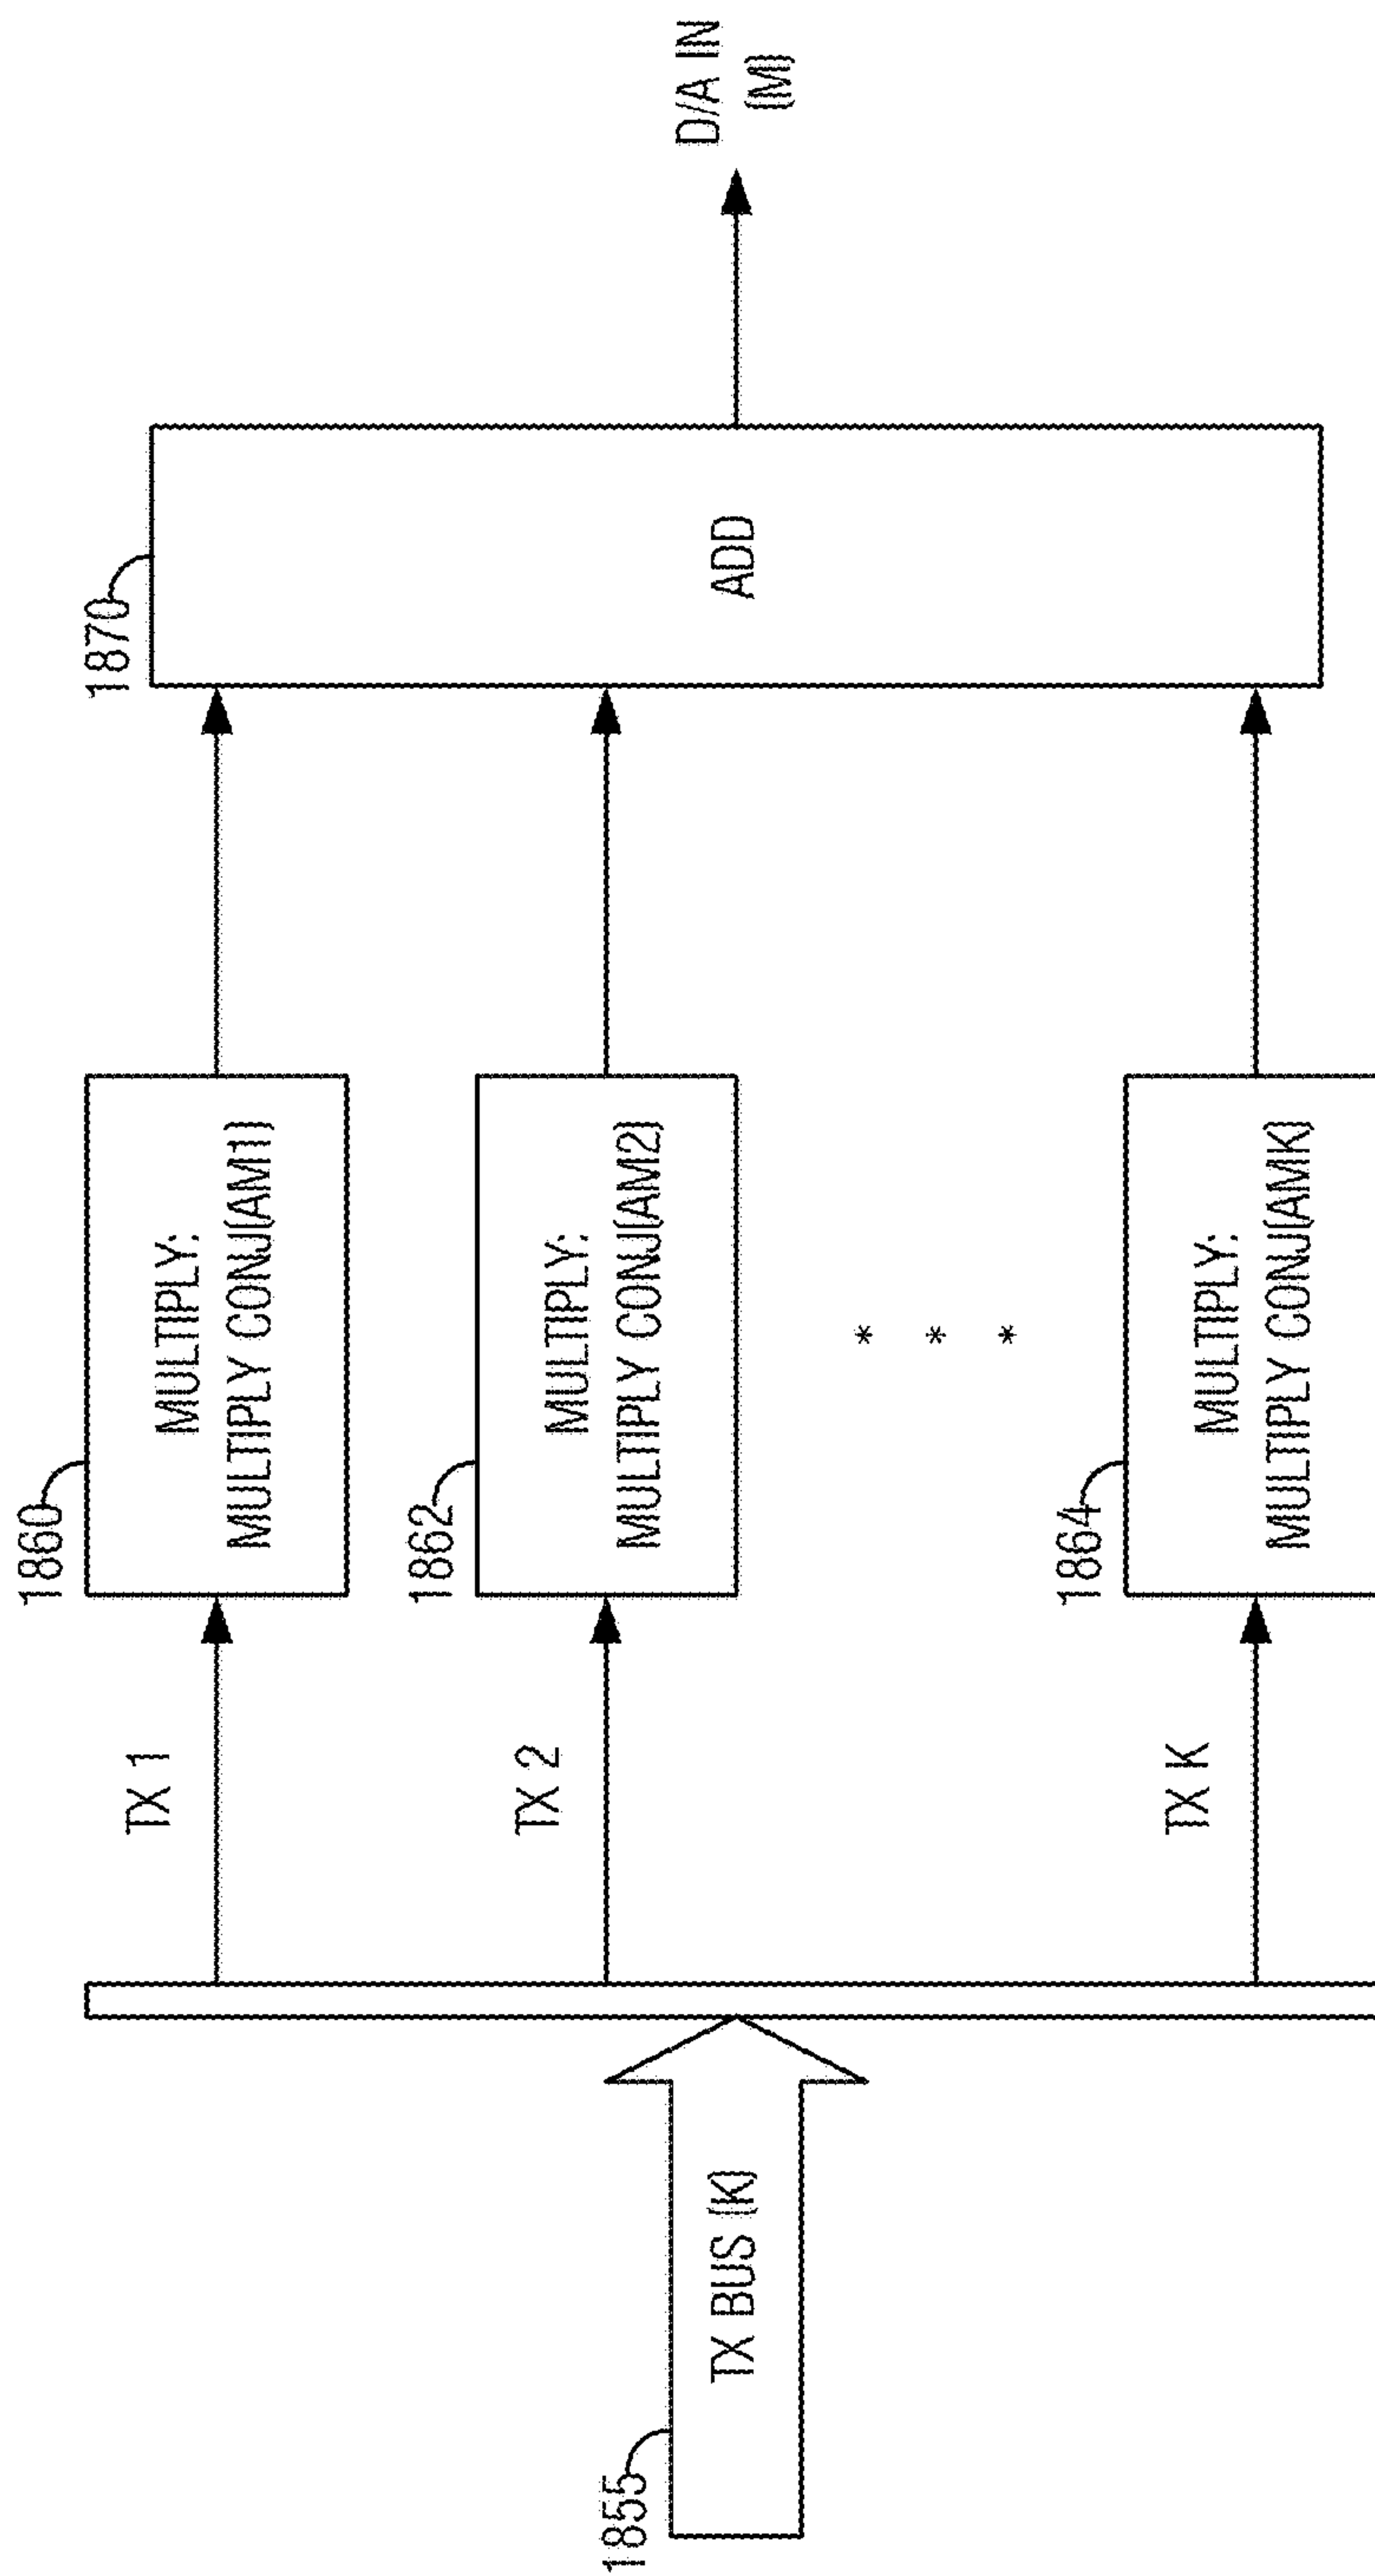 1855
TX BUS (K)
TX 1
1860
MULTIPLY:
MULTIPLY CONJ(AM1)
TX 2
1862
MULTIPLY:
MULTIPLY CONJ(AM2)
*
*
*
TX K
1864
MULTIPLY:
MULTIPLY CONJ(AMK)
1870
ADD
D/A IN
(M)